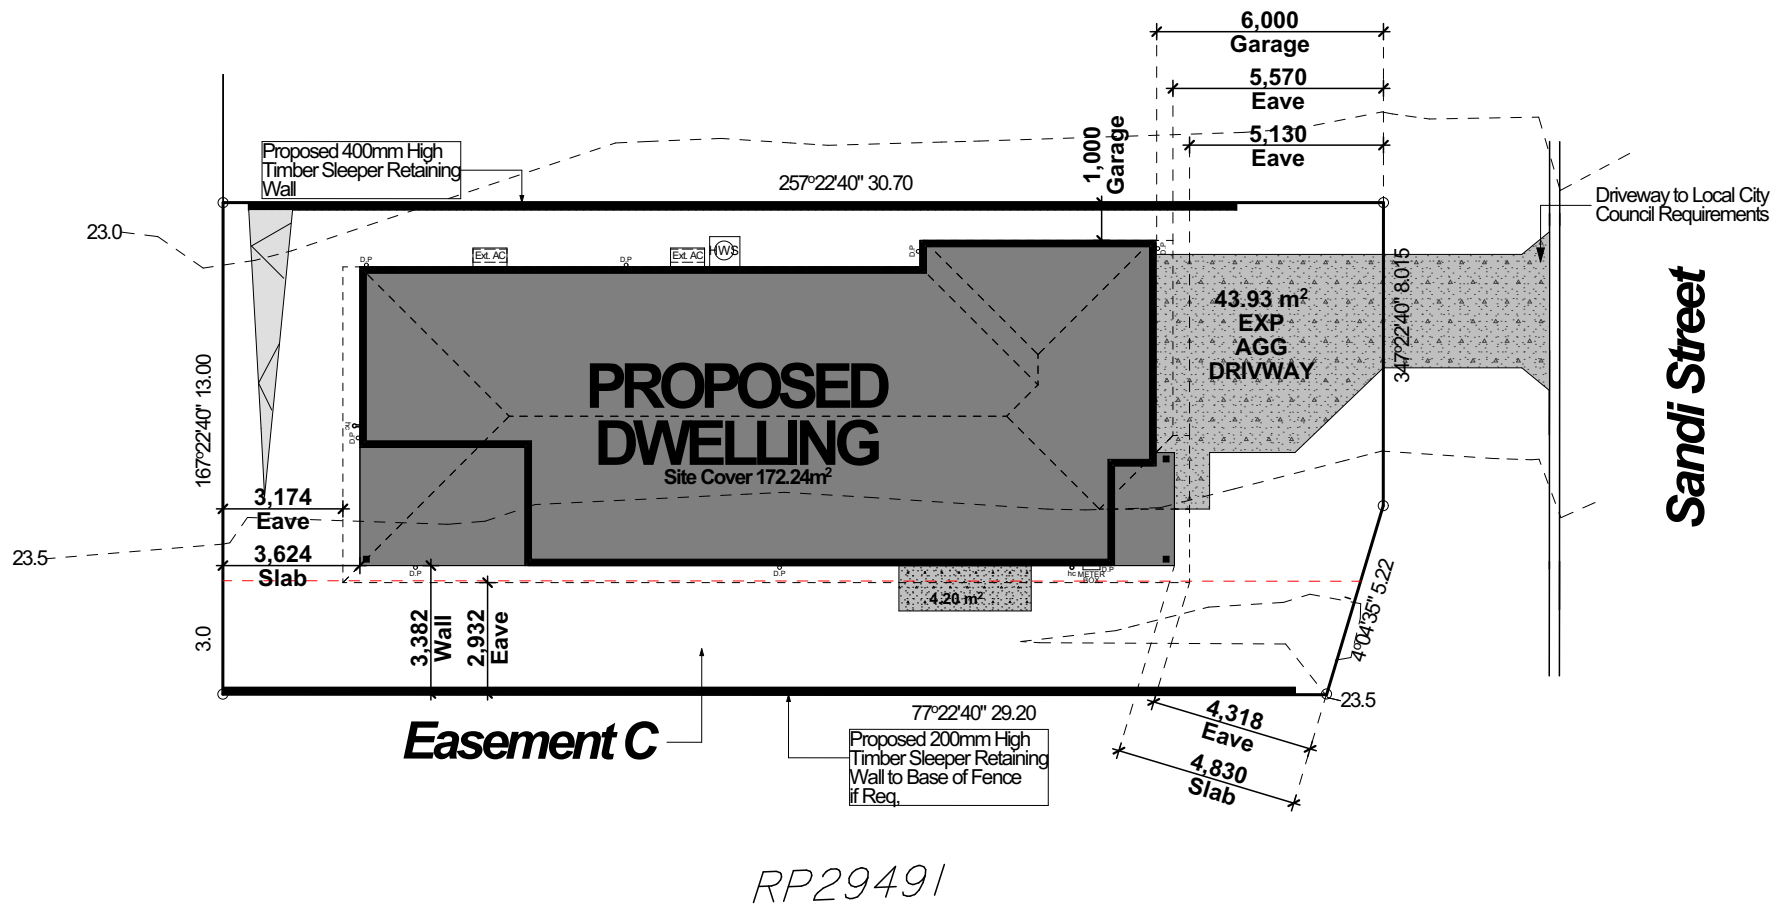 6,000
Garage
5,570
Eave
5,130
Eave
1,000
Garage
Proposed 400mm High
Timber Sleeper Retaining
Wall
257°22'40" 30.70
Driveway to Local City
Council Requirements
23.0
D.P
Ext. AC
D.P
Ext. AC
HWS
D.P
D.P
347°22'40" 8.015
43.93 m²
EXP
AGG
DRIVWAY
Sandi Street
167°22'40" 13.00
PROPOSED
DWELLING
Site Cover 172.24m²
hc
D.P
3,174
Eave
23.5
3,624
Slab
D.P
D.P
hc
METER
BOX
D.P
4.20 m²
3.0
3,382
Wall
2,932
Eave
4°04'35" 5.22
23.5
77°22'40" 29.20
Easement C
4,318
Eave
4,830
Slab
Proposed 200mm High
Timber Sleeper Retaining
Wall to Base of Fence
if Req,
RP29491